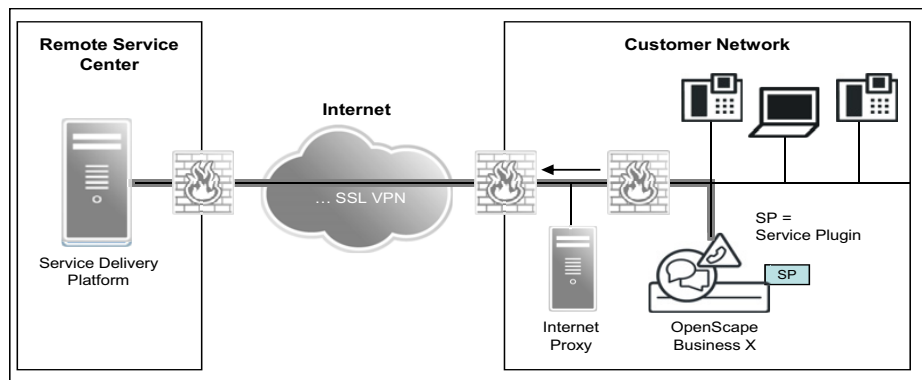 Remote Service
Center
Customer Network
Internet
... SSL VPN
SP =
Service Plugin
Service Delivery
Platform
SP
Internet
Proxy
OpenScape
Business X